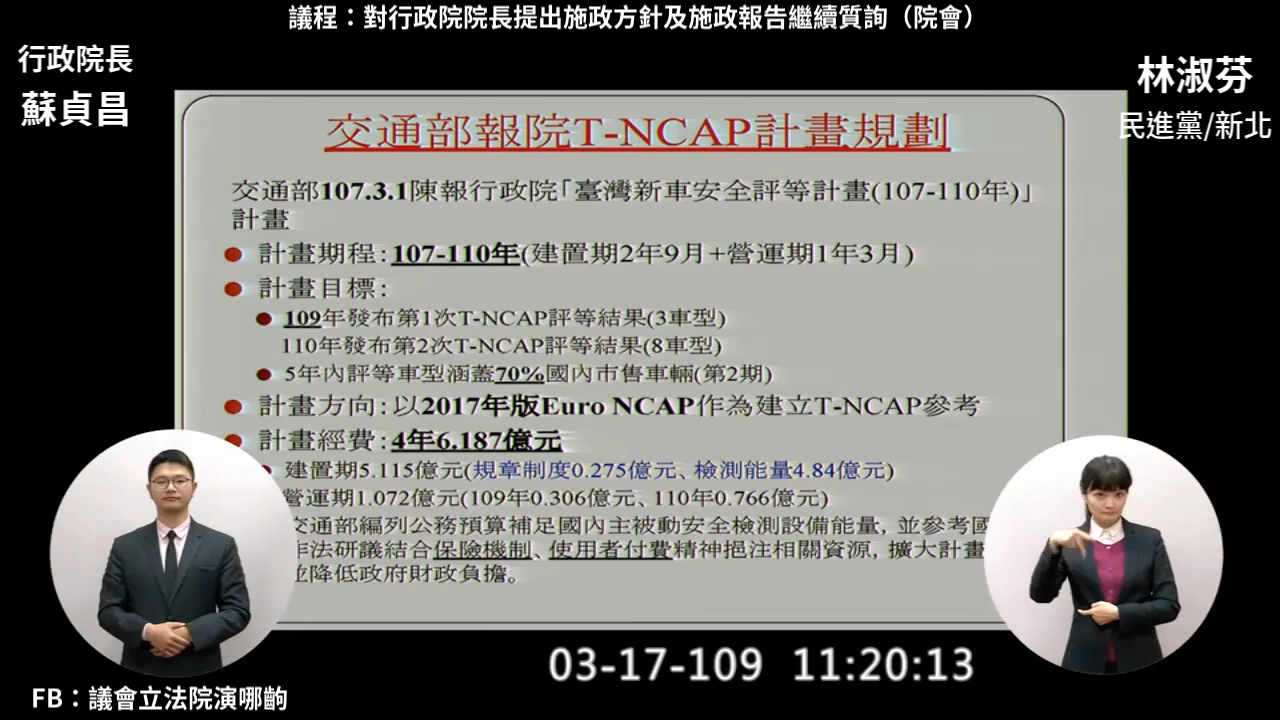 議程：對行政院院長提出施政方針及施政報告繼續質詢（院會）
行政院長
蘇貞昌
林淑芬
民進黨/新北
交通部報院T-NCAP計畫規劃
交通部107.3.1陳報行政院「臺灣新車安全評等計畫(107-110年)」
計畫
計畫期程：107-110年(建置期2年9月+營運期1年3月)
計畫目標：
109年發布第1次T-NCAP評等結果(3車型)
110年發布第2次T-NCAP評等結果(8車型)
5年內評等車型涵蓋70%國內市售車輛(第2期)
計畫方向：以2017年版Euro NCAP作為建立T-NCAP參考
計畫經費：4年6.187億元
建置期5.115億元(規章制度0.275億元、檢測能量4.84億元)
營運期1.072億元(109年0.306億元、110年0.766億元)
交通部編列公務預算補足國內主被動安全檢測設備能量，並參考
作法研議結合保險機制、使用者付費精神挹注相關資源，擴大計畫
並降低政府財政負擔。
03-17-109 11:20:13
FB：議會立法院演哪齣